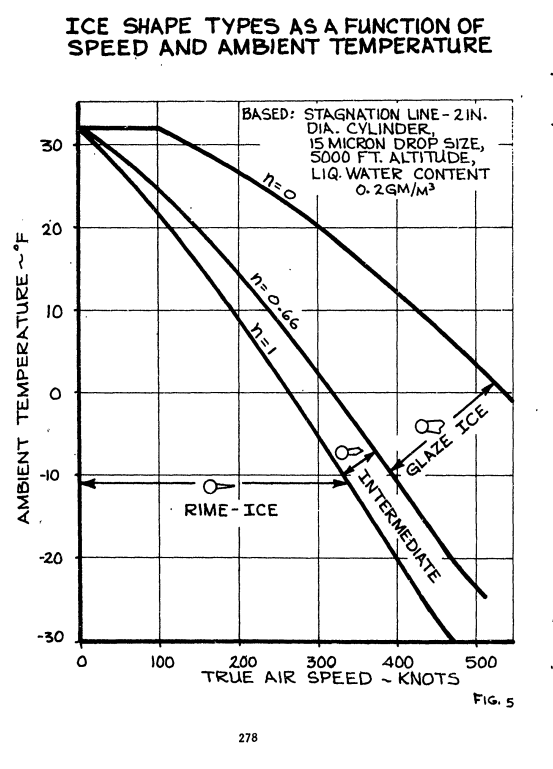 ICE SHAPE TYPES AS A FUNCTION OF
SPEED AND AMBIENT TEMPERATURE
BASED: STAGNATION LINE - 2 IN.
DIA. CYLINDER,
15 MICRON DROP SIZE,
5000 FT. ALTITUDE,
LIQ. WATER CONTENT
0.2 GM/M³
n=0
n=0.66
n=1
GLAZE ICE
INTERMEDIATE
RIME-ICE
AMBIENT TEMPERATURE ~ °F
30
20
10
0
-10
-20
-30
0 100 200 300 400 500
TRUE AIR SPEED ~ KNOTS
FIG. 5
278